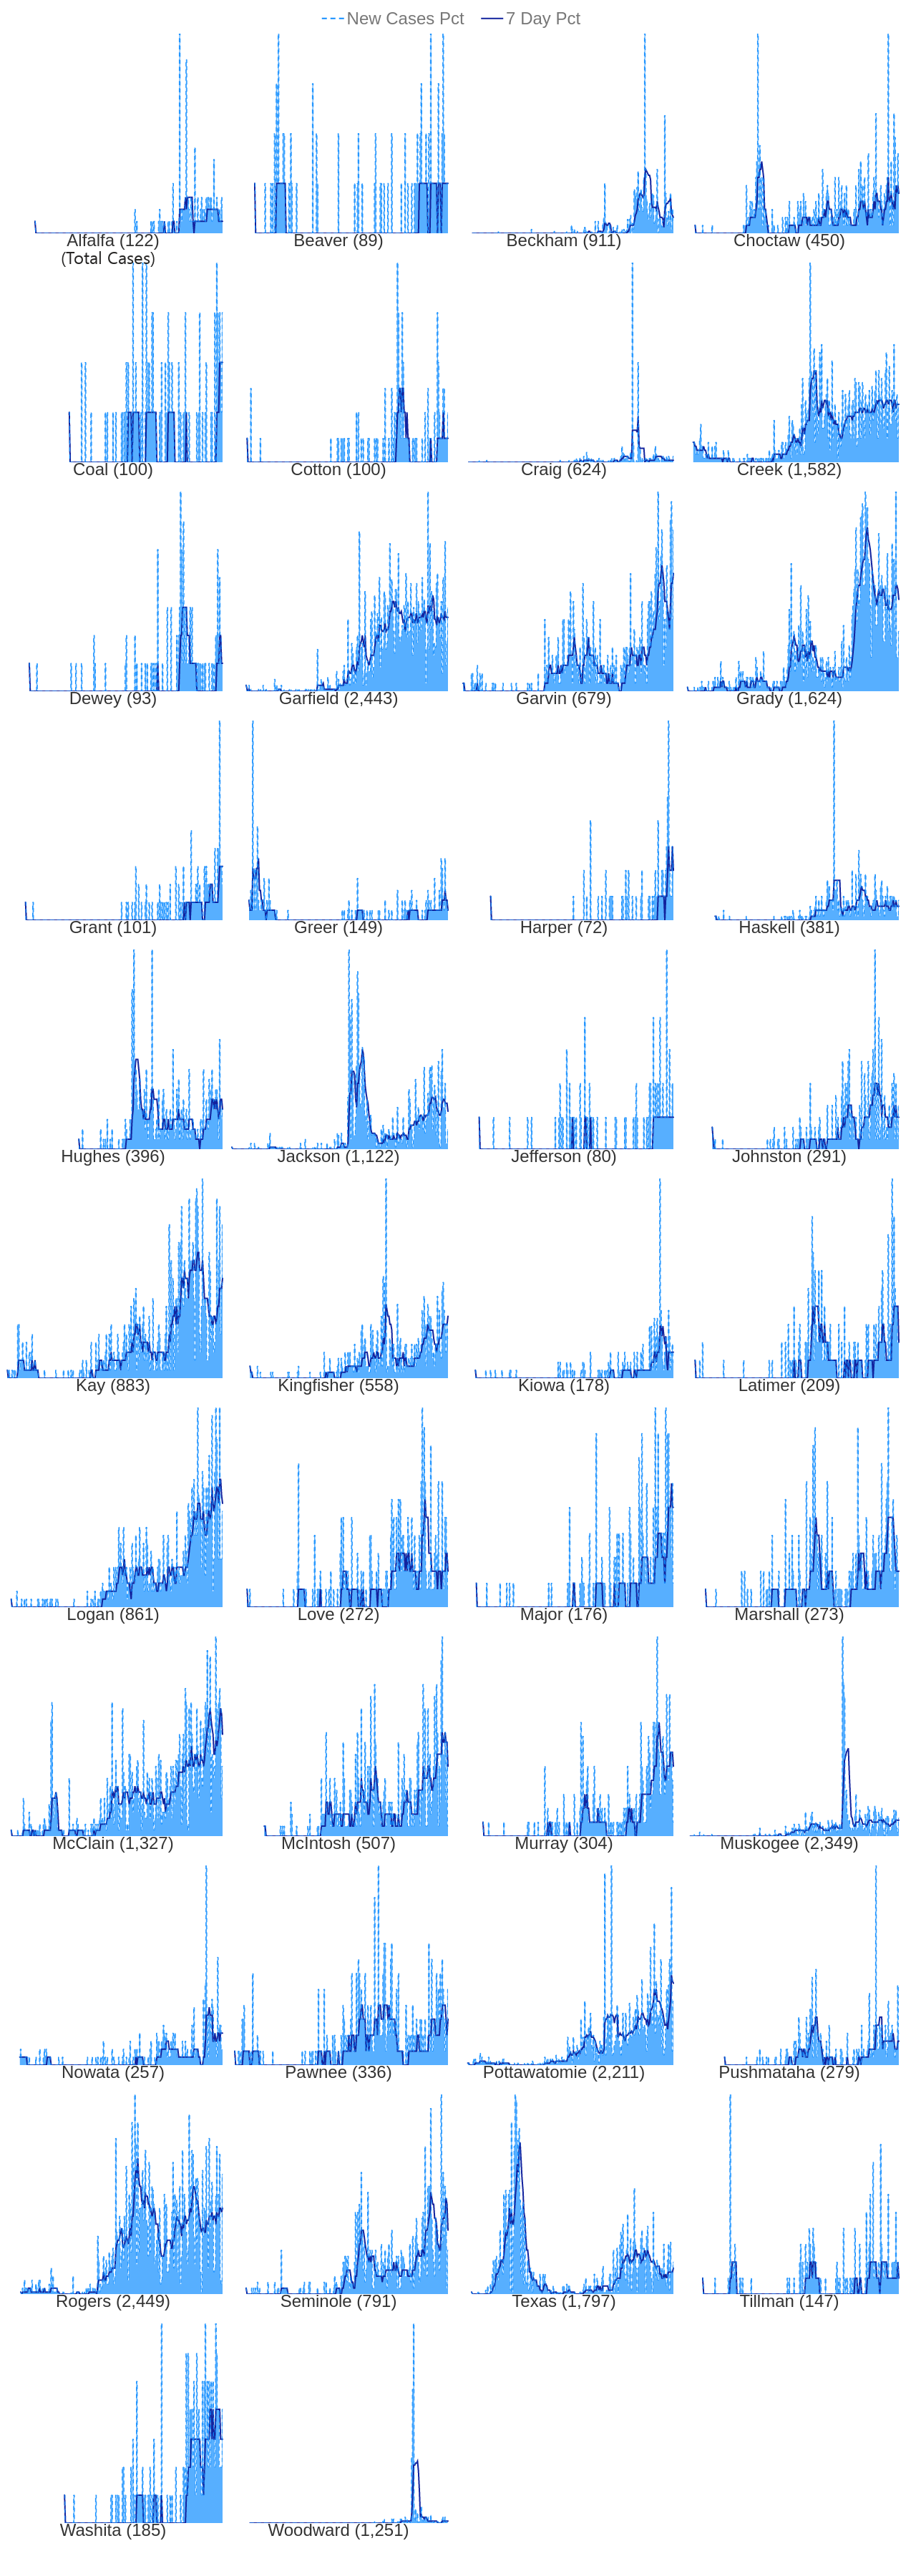 New Cases Pct 7 Day Pct
Alfalfa (122) Beaver (89) Beckham (911) Choctaw (450)
(Total Cases)
Coal (100) Cotton (100) Craig (624) Creek (1,582)
Dewey (93) Garfield (2,443) Garvin (679) Grady (1,624)
Grant (101) Greer (149) Harper (72) Haskell (381)
Hughes (396) Jackson (1,122) Jefferson (80) Johnston (291)
Kay (883) Kingfisher (558) Kiowa (178) Latimer (209)
Logan (861) Love (272) Major (176) Marshall (273)
McClain (1,327) McIntosh (507) Murray (304) Muskogee (2,349)
Nowata (257) Pawnee (336) Pottawatomie (2,211) Pushmataha (279)
Rogers (2,449) Seminole (791) Texas (1,797) Tillman (147)
Washita (185) Woodward (1,251)